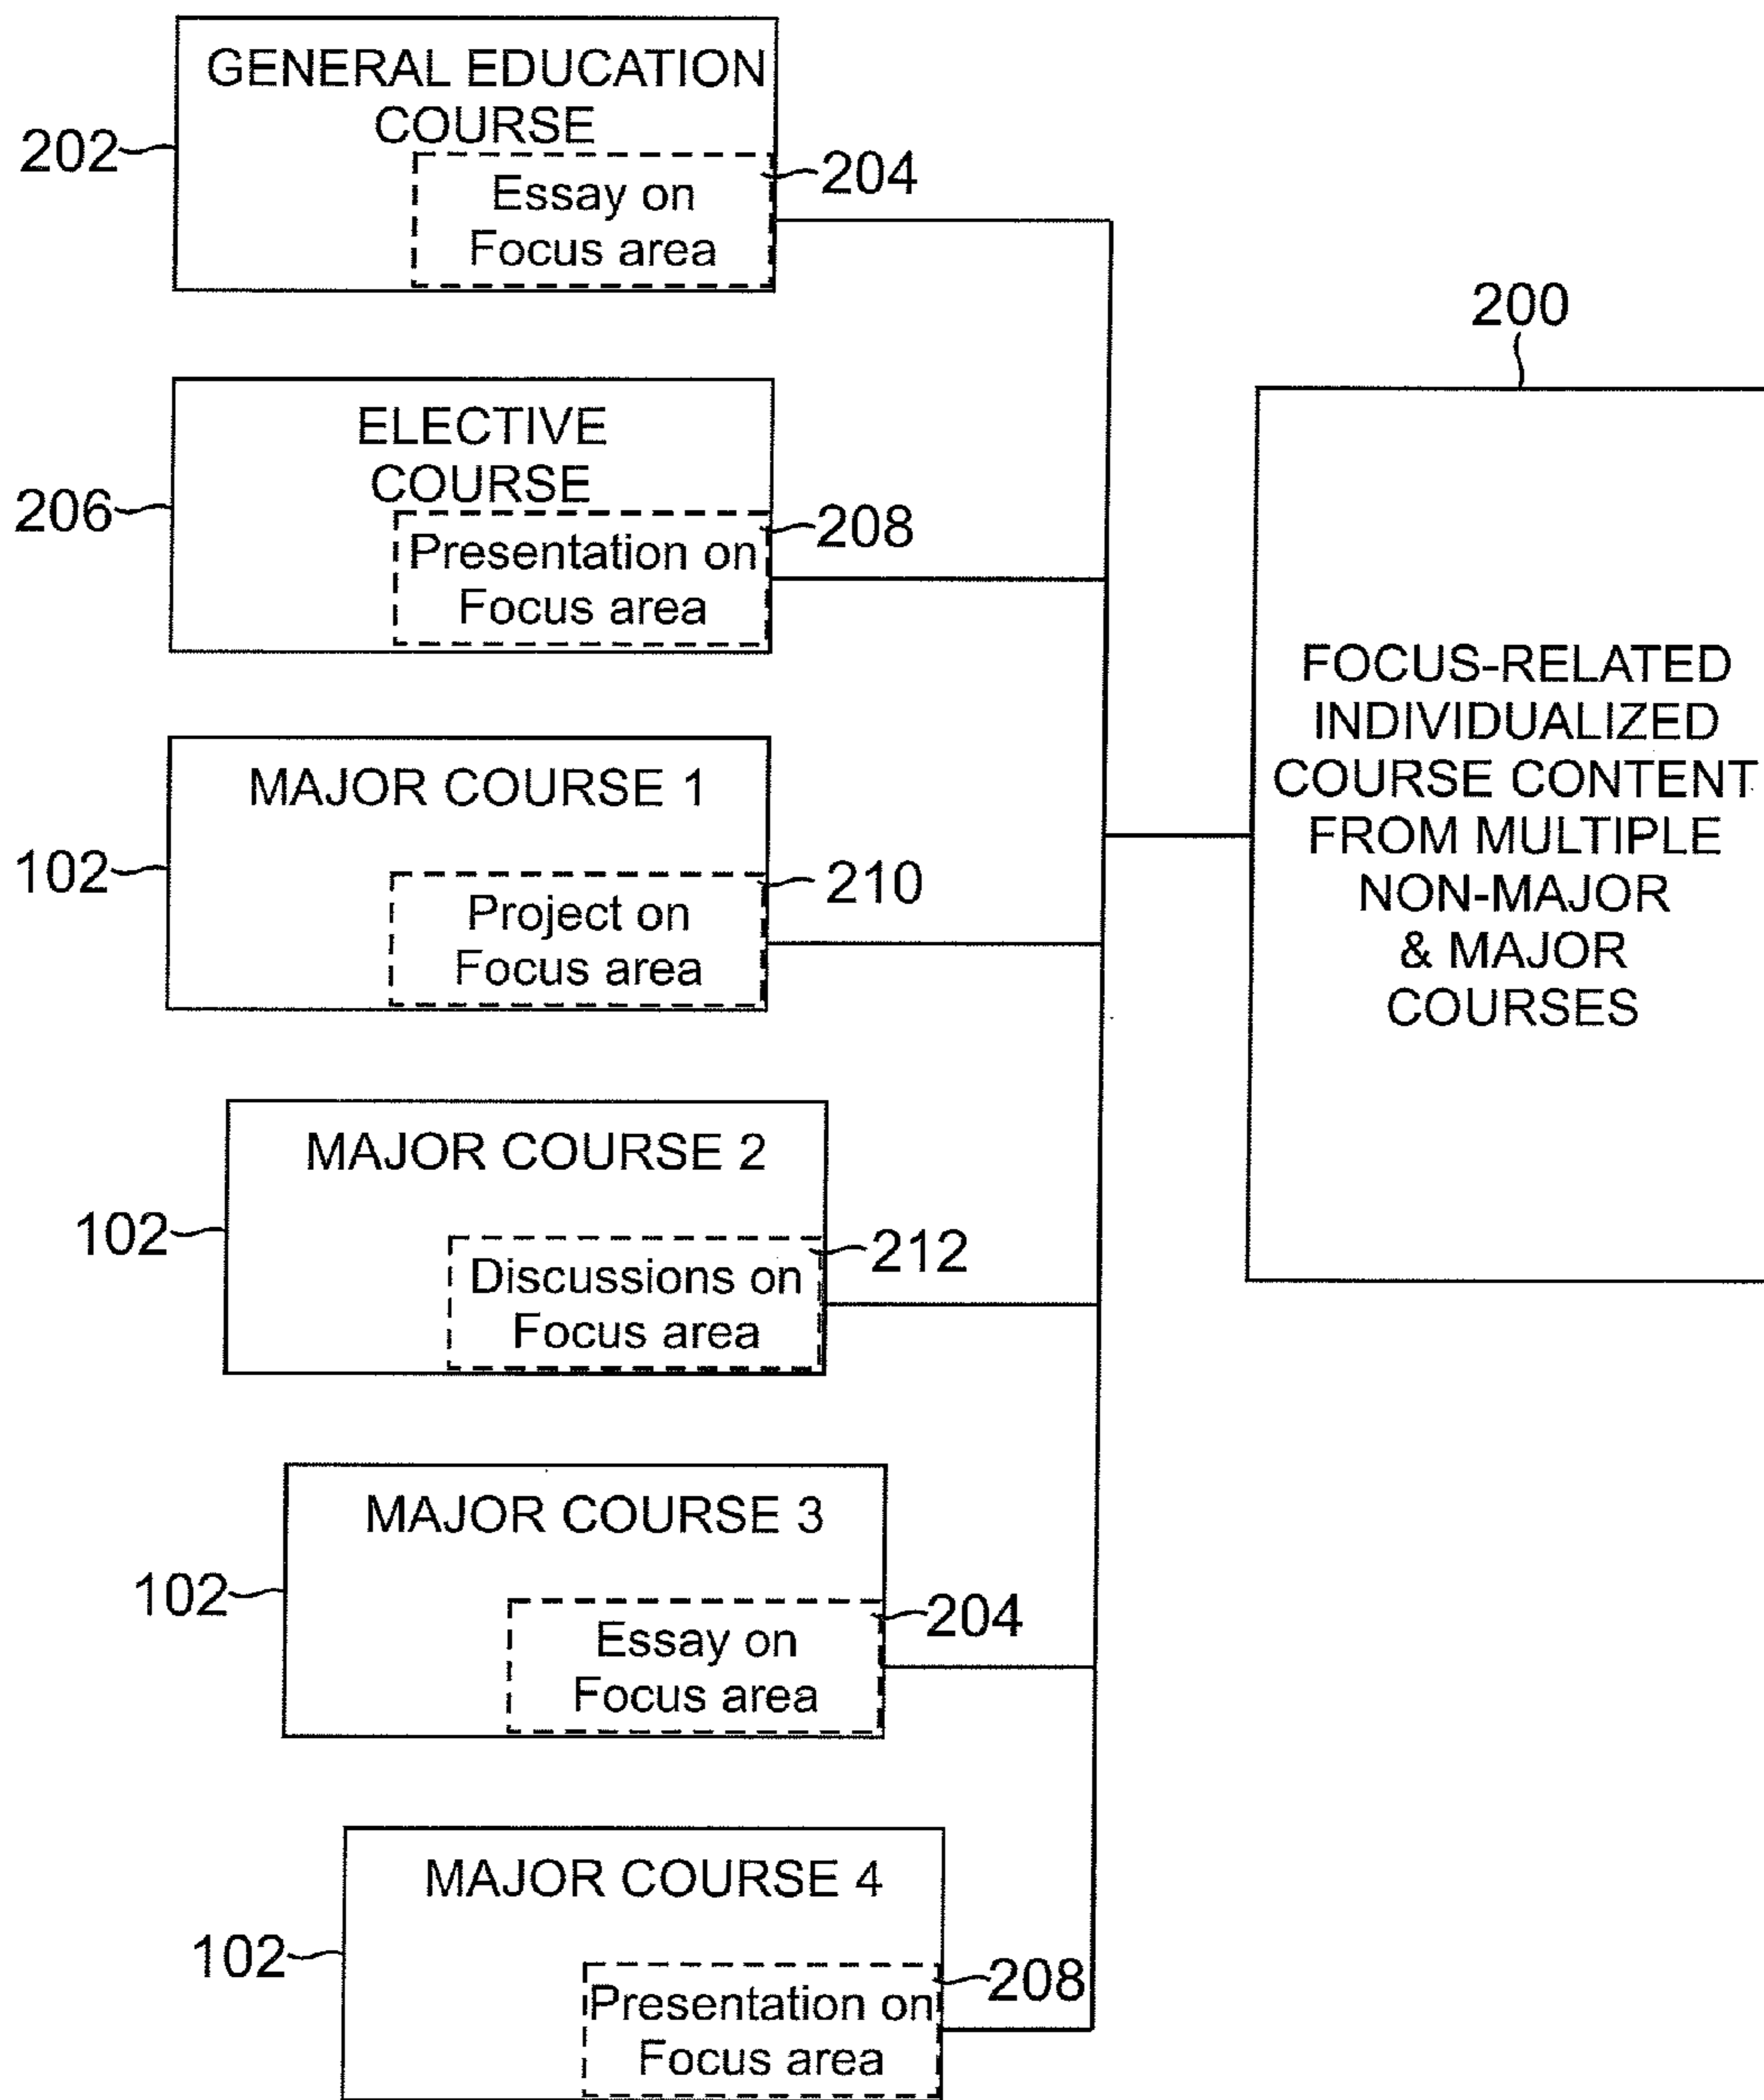 GENERAL EDUCATION
COURSE
202
204
Essay on
Focus area
200
ELECTIVE
COURSE
206
208
Presentation on
Focus area
FOCUS-RELATED
INDIVIDUALIZED
COURSE CONTENT
FROM MULTIPLE
NON-MAJOR
& MAJOR
COURSES
MAJOR COURSE 1
102
210
Project on
Focus area
MAJOR COURSE 2
102
212
Discussions on
Focus area
MAJOR COURSE 3
102
204
Essay on
Focus area
MAJOR COURSE 4
102
208
Presentation on
Focus area